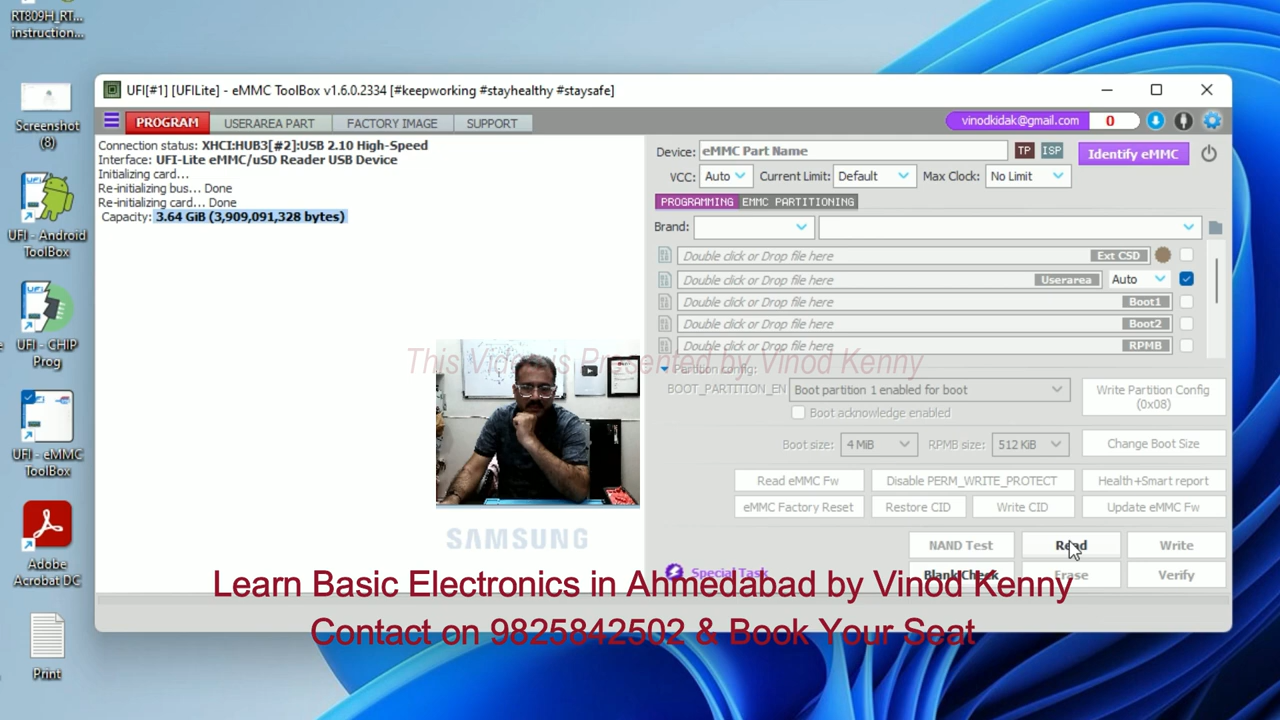 RT809H_RT...
instruction...
Screenshot
(8)
UFI - Android
ToolBox
UFI - CHIP
Prog
UFI - eMMC
ToolBox
Adobe
Acrobat DC
Print
UFI[#1] [UFILite] - eMMC ToolBox v1.6.0.2334 [#keepworking #stayhealthy #staysafe]
PROGRAM USERAREA PART FACTORY IMAGE SUPPORT
vinodkidak@gmail.com 0
Connection status: XHCI:HUB3[#2]:USB 2.10 High-Speed
Interface: UFI-Lite eMMC/uSD Reader USB Device
Initializing card...
Re-initializing bus... Done
Re-initializing card... Done
Capacity: 3.64 GiB (3,909,091,328 bytes)
Device: eMMC Part Name TP ISP Identify eMMC
VCC: Auto Current Limit: Default Max Clock: No Limit
PROGRAMMING EMMC PARTITIONING
Brand:
Double click or Drop file here Ext CSD
Double click or Drop file here Userarea Auto
Double click or Drop file here Boot1
Double click or Drop file here Boot2
Double click or Drop file here RPMB
This Video is Presented by Vinod Kenny
Partition config:
BOOT_PARTITION_EN Boot partition 1 enabled for boot Write Partition Config
(0x08)
Boot acknowledge enabled
Boot size: 4 MiB RPMB size: 512 KiB Change Boot Size
Read eMMC Fw Disable PERM_WRITE_PROTECT Health+Smart report
eMMC Factory Reset Restore CID Write CID Update eMMC Fw
SAMSUNG
NAND Test Read Write
Special Task Blank Check Erase Verify
Learn Basic Electronics in Ahmedabad by Vinod Kenny
Contact on 9825842502 & Book Your Seat